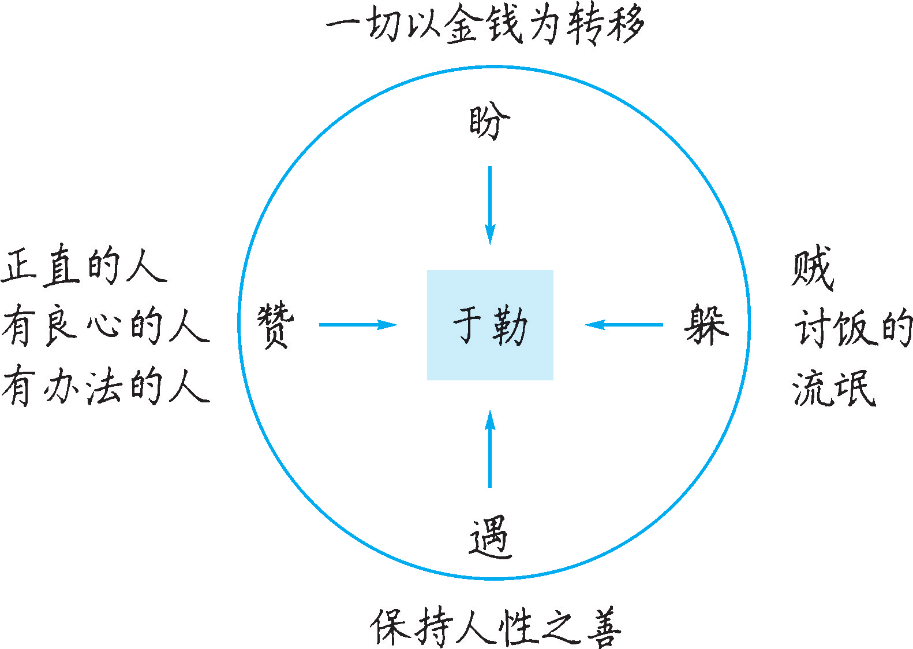 一切以金钱为转移
盼
正直的人
有良心的人
有办法的人
赞
于勒
躲
贼
讨饭的
流氓
遇
保持人性之善